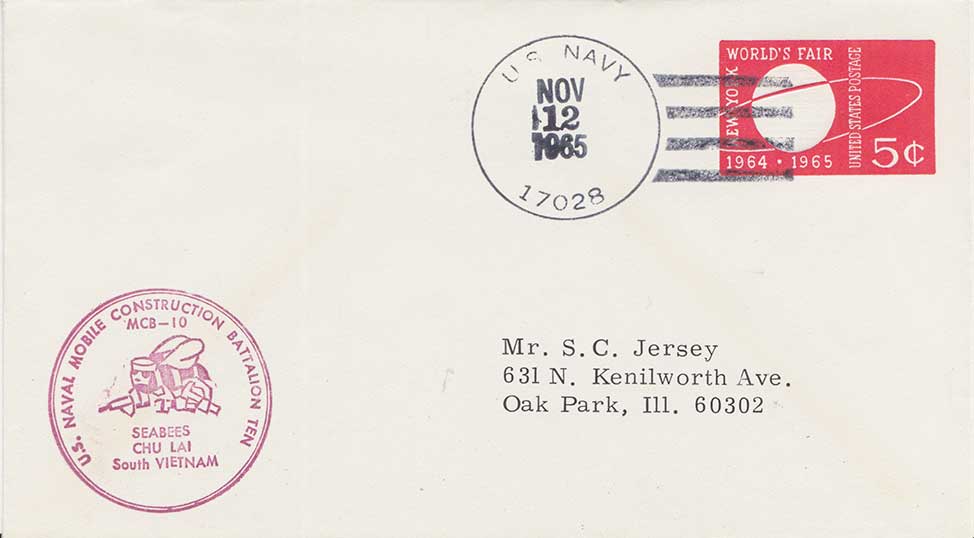 U.S. NAVY
NOV
12
1965
17028
WORLD'S FAIR
NEW YORK
UNITED STATES POSTAGE
1964 · 1965
5¢
U.S. NAVAL MOBILE CONSTRUCTION BATTALION TEN
MCB-10
SEABEES
CHU LAI
South VIETNAM
Mr. S.C. Jersey
631 N. Kenilworth Ave.
Oak Park, Ill. 60302